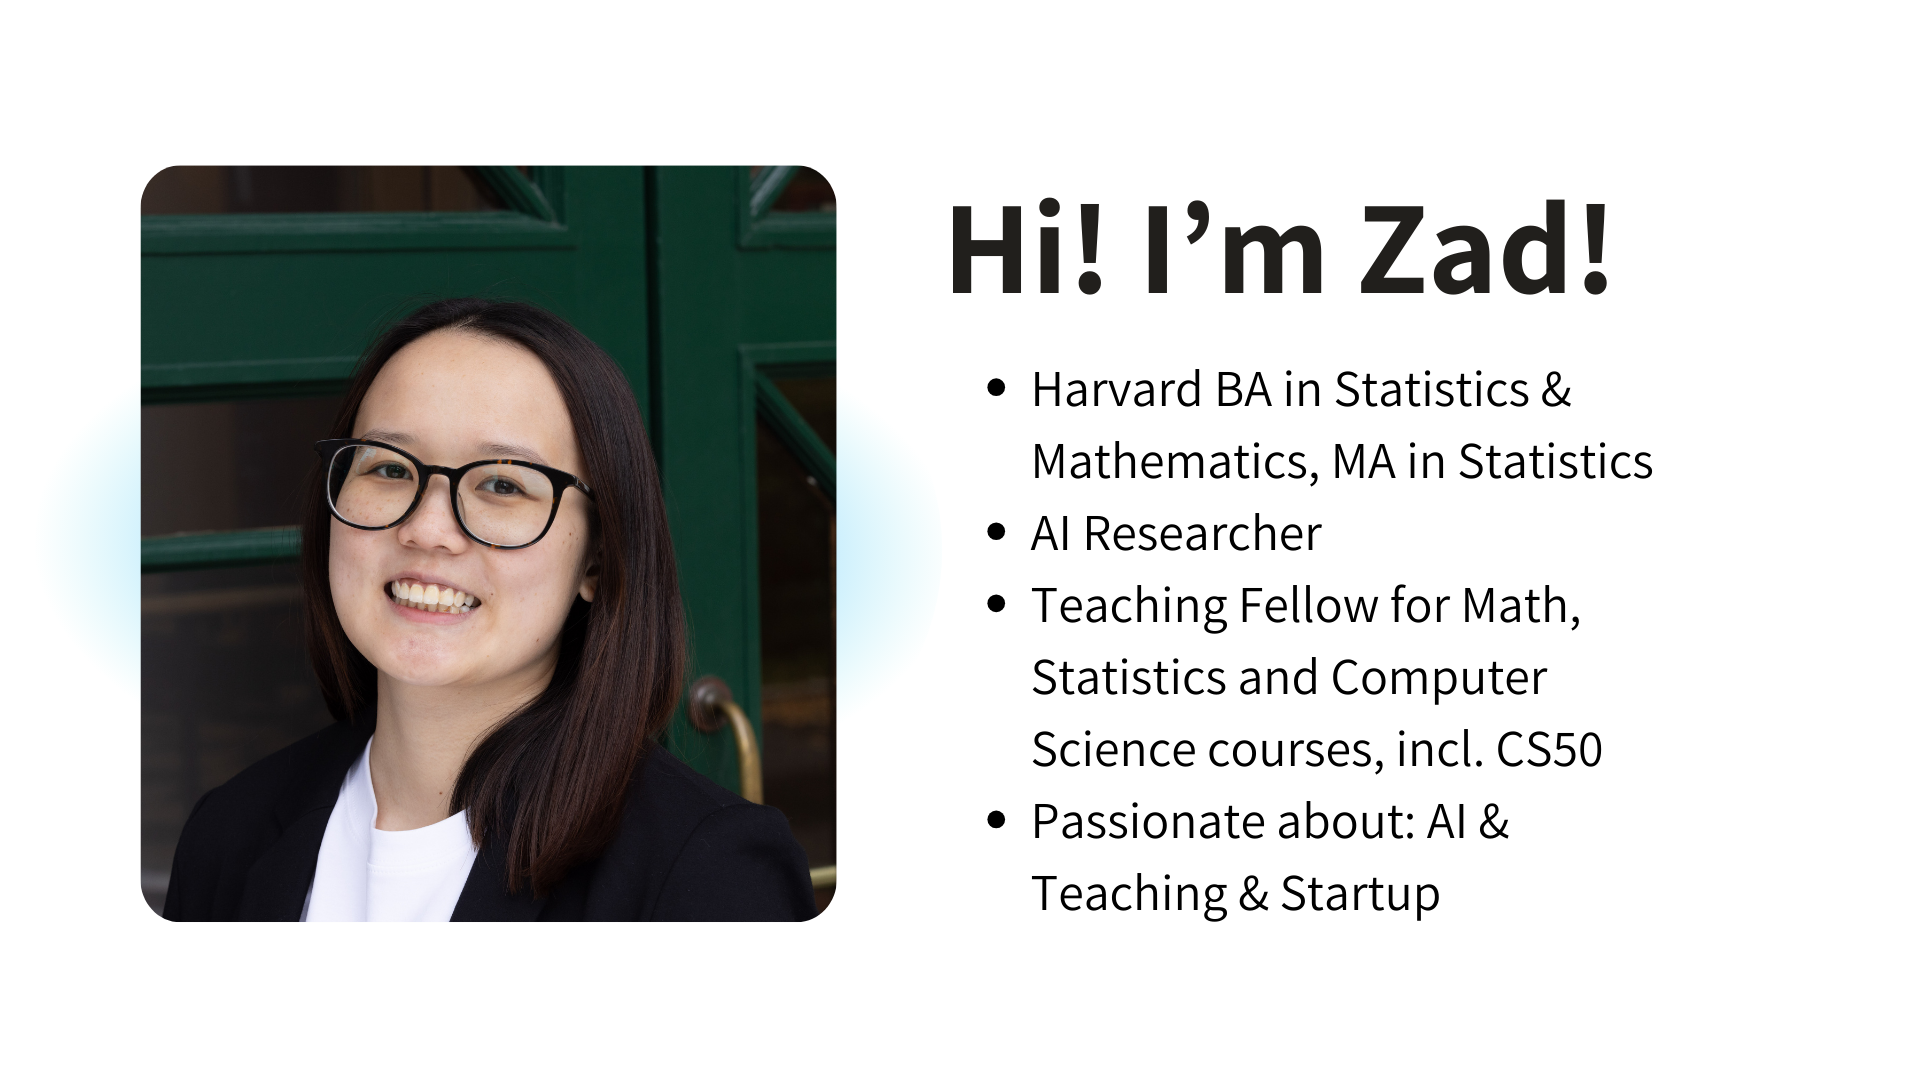 Hi! I’m Zad!
• Harvard BA in Statistics &
Mathematics, MA in Statistics
• AI Researcher
• Teaching Fellow for Math,
Statistics and Computer
Science courses, incl. CS50
• Passionate about: AI &
Teaching & Startup